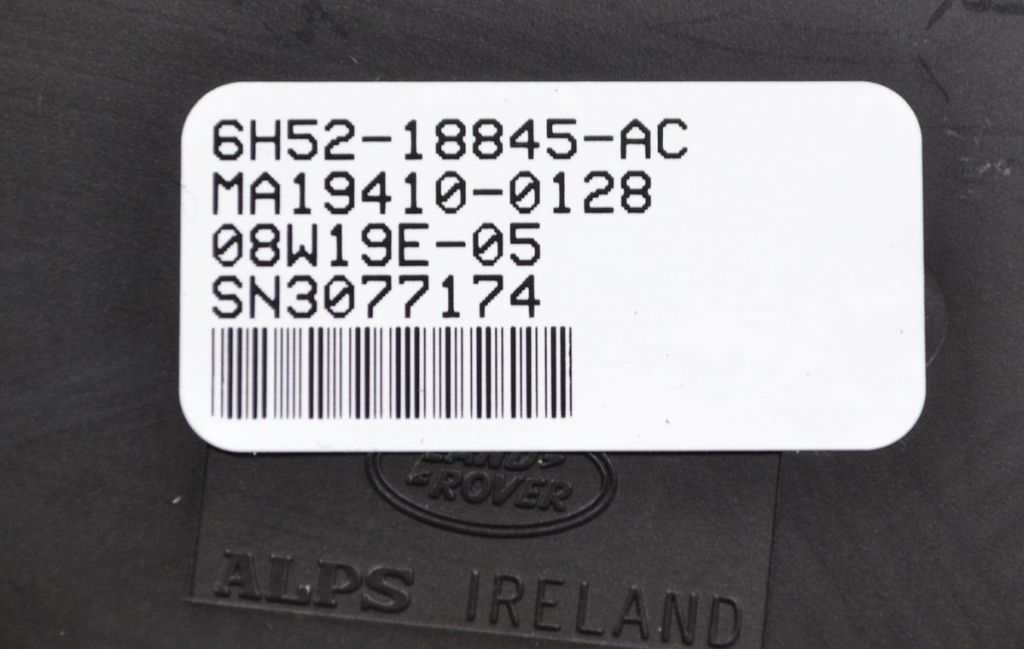 6H52-18845-AC
MA19410-0128
08W19E-05
SN3077174
LAND
ROVER
ALPS IRELAND